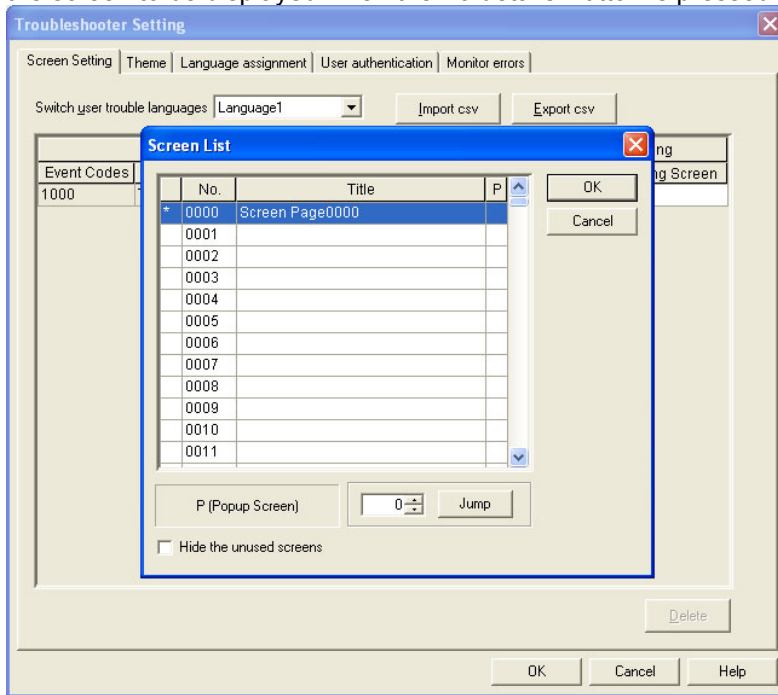 Troubleshooter Setting
Screen Setting Theme Language assignment User authentication Monitor errors
Switch user trouble languages Language1 Import csv Export csv
Screen List
Event Codes
1000
No. Title P
* 0000 Screen Page0000
0001
0002
0003
0004
0005
0006
0007
0008
0009
0010
0011
OK
Cancel
P (Popup Screen) 0 Jump
Hide the unused screens
ng
ng Screen
Delete
OK Cancel Help